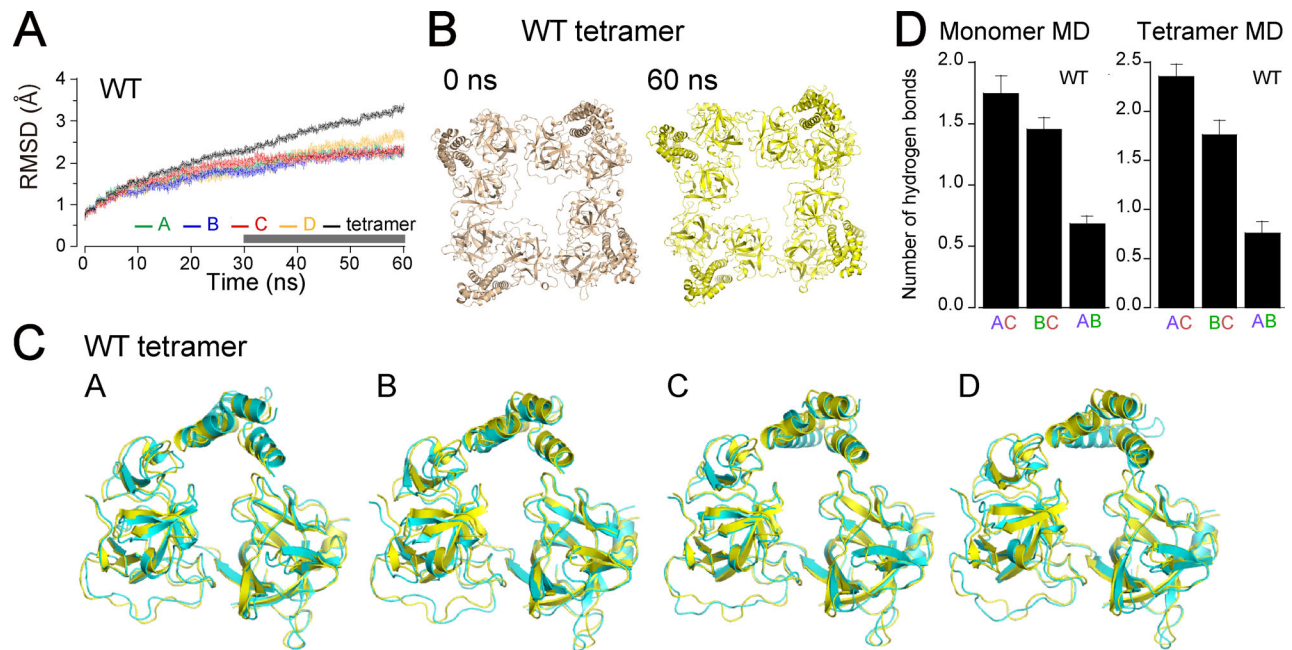 A
WT
RMSD (Å)
4
3
2
1
0
A B C D tetramer
0 10 20 30 40 50 60
Time (ns)
B
WT tetramer
0 ns
60 ns
D
Monomer MD
Number of hydrogen bonds
2.0
1.5
1.0
0.5
0.0
WT
AC BC AB
Tetramer MD
2.5
2.0
1.5
1.0
0.5
0.0
WT
AC BC AB
C
WT tetramer
A
B
C
D